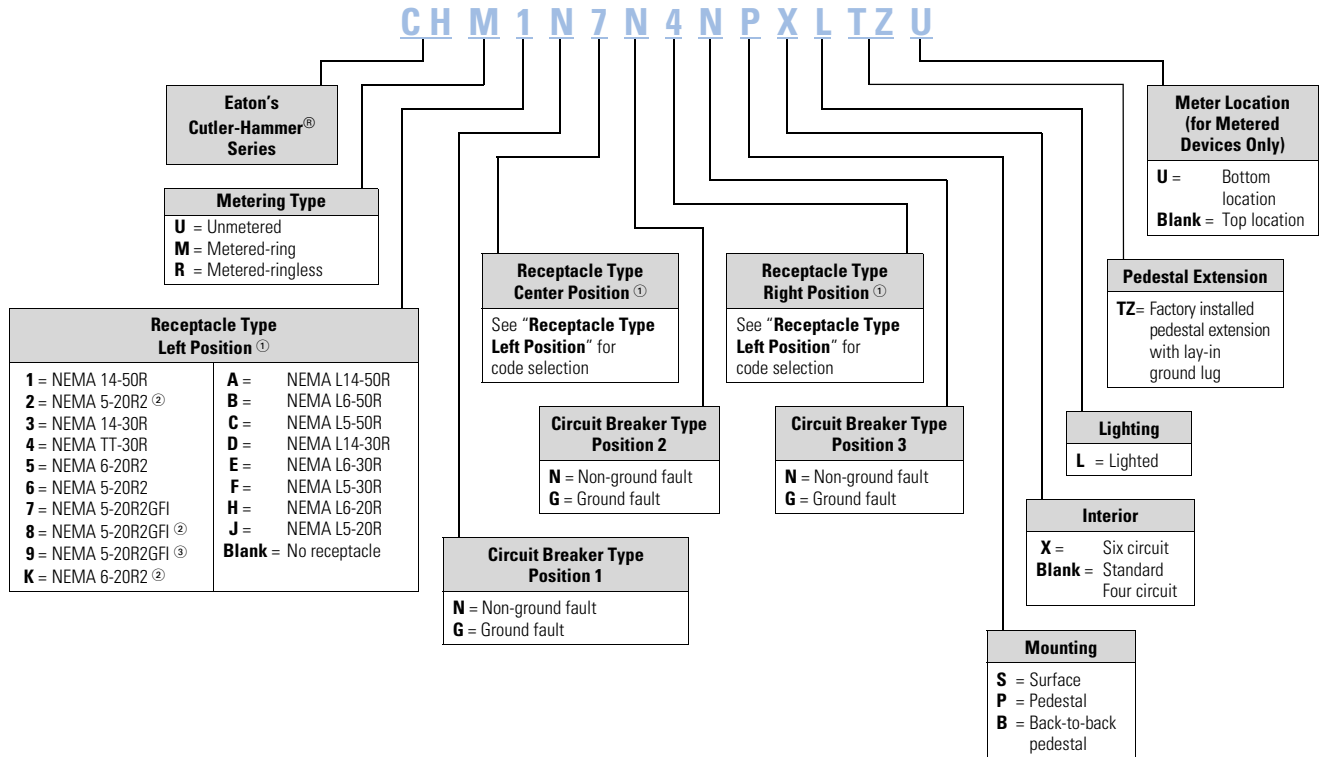 CH M 1 N 7 N 4 N P X L TZ U
Eaton's
Cutler-Hammer®
Series
Metering Type
U = Unmetered
M = Metered-ring
R = Metered-ringless
Receptacle Type
Left Position ①
1 = NEMA 14-50R
2 = NEMA 5-20R2 ②
3 = NEMA 14-30R
4 = NEMA TT-30R
5 = NEMA 6-20R2
6 = NEMA 5-20R2
7 = NEMA 5-20R2GFI
8 = NEMA 5-20R2GFI ②
9 = NEMA 5-20R2GFI ③
K = NEMA 6-20R2 ②
A = NEMA L14-50R
B = NEMA L6-50R
C = NEMA L5-50R
D = NEMA L14-30R
E = NEMA L6-30R
F = NEMA L5-30R
H = NEMA L6-20R
J = NEMA L5-20R
Blank = No receptacle
Circuit Breaker Type
Position 1
N = Non-ground fault
G = Ground fault
Receptacle Type
Center Position ①
See “Receptacle Type
Left Position” for
code selection
Circuit Breaker Type
Position 2
N = Non-ground fault
G = Ground fault
Receptacle Type
Right Position ①
See “Receptacle Type
Left Position” for
code selection
Circuit Breaker Type
Position 3
N = Non-ground fault
G = Ground fault
Mounting
S = Surface
P = Pedestal
B = Back-to-back
pedestal
Interior
X = Six circuit
Blank = Standard
Four circuit
Lighting
L = Lighted
Pedestal Extension
TZ= Factory installed
pedestal extension
with lay-in
ground lug
Meter Location
(for Metered
Devices Only)
U = Bottom
location
Blank = Top location